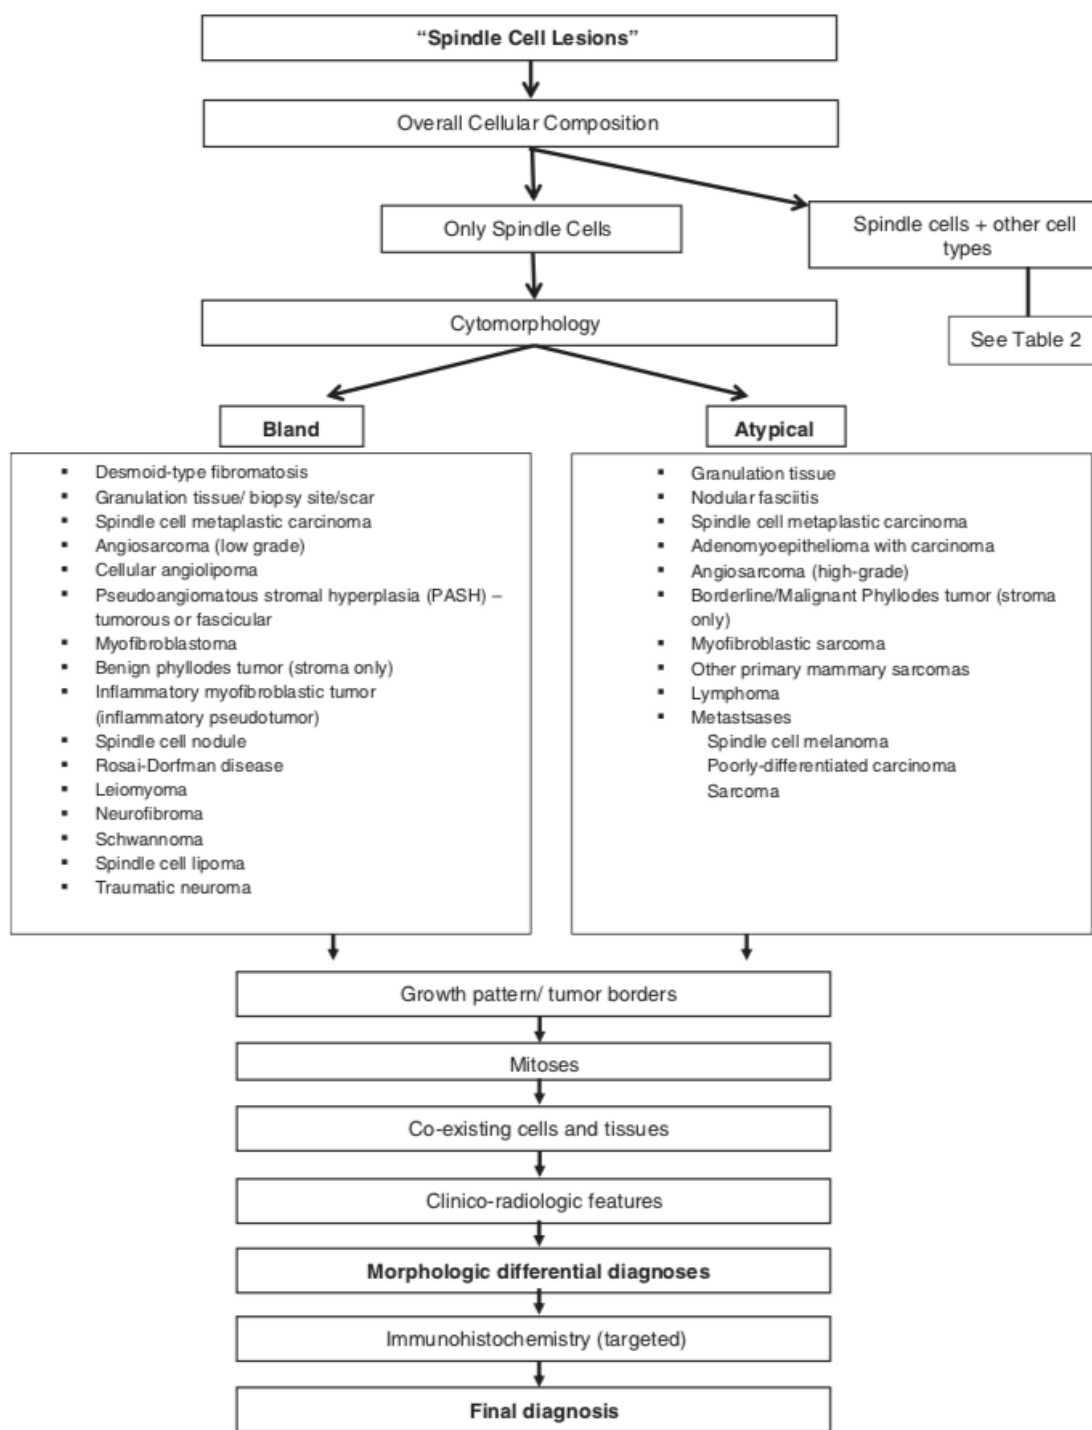 “Spindle Cell Lesions”
Overall Cellular Composition
Only Spindle Cells
Spindle cells + other cell
types
Cytomorphology
See Table 2
Bland
Atypical
▪ Desmoid-type fibromatosis
▪ Granulation tissue/ biopsy site/scar
▪ Spindle cell metaplastic carcinoma
▪ Angiosarcoma (low grade)
▪ Cellular angiolipoma
▪ Pseudoangiomatous stromal hyperplasia (PASH) –
tumorous or fascicular
▪ Myofibroblastoma
▪ Benign phyllodes tumor (stroma only)
▪ Inflammatory myofibroblastic tumor
(inflammatory pseudotumor)
▪ Spindle cell nodule
▪ Rosai-Dorfman disease
▪ Leiomyoma
▪ Neurofibroma
▪ Schwannoma
▪ Spindle cell lipoma
▪ Traumatic neuroma
▪ Granulation tissue
▪ Nodular fasciitis
▪ Spindle cell metaplastic carcinoma
▪ Adenomyoepithelioma with carcinoma
▪ Angiosarcoma (high-grade)
▪ Borderline/Malignant Phyllodes tumor (stroma
only)
▪ Myofibroblastic sarcoma
▪ Other primary mammary sarcomas
▪ Lymphoma
▪ Metastsases
Spindle cell melanoma
Poorly-differentiated carcinoma
Sarcoma
Growth pattern/ tumor borders
Mitoses
Co-existing cells and tissues
Clinico-radiologic features
Morphologic differential diagnoses
Immunohistochemistry (targeted)
Final diagnosis